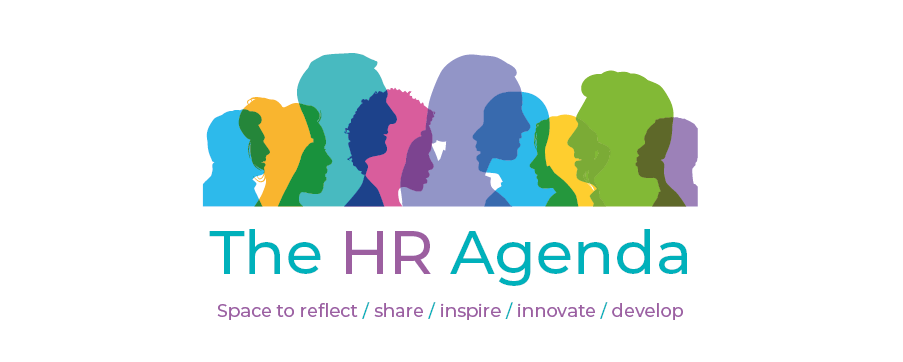 The HR Agenda
Space to reflect / share / inspire / innovate / develop